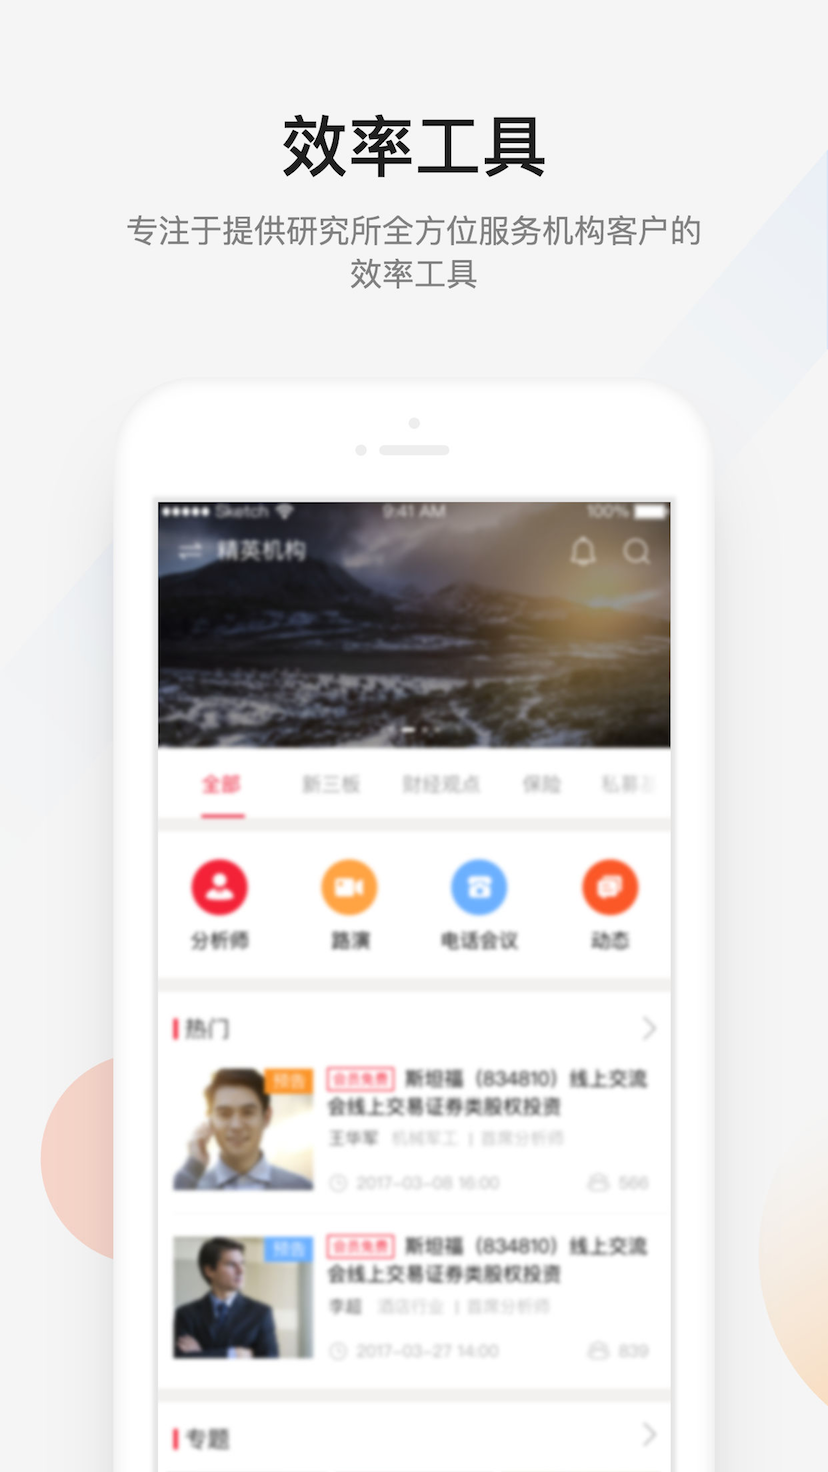 效率工具
专注于提供研究所全方位服务机构客户的
效率工具
Sketch 9:41 AM 100%
精英机构
全部 新三板 财经观点 保险 私募
分析师 路演 电话会议 动态
热门
预告 会员免费 斯坦福（834810）线上交流
会线上交易证券类股权投资
王华军 机械军工 | 首席分析师
2017-03-08 16:00 566
预告 会员免费 斯坦福（834810）线上交流
会线上交易证券类股权投资
李超 酒店行业 | 首席分析师
2017-03-27 14:00 839
专题